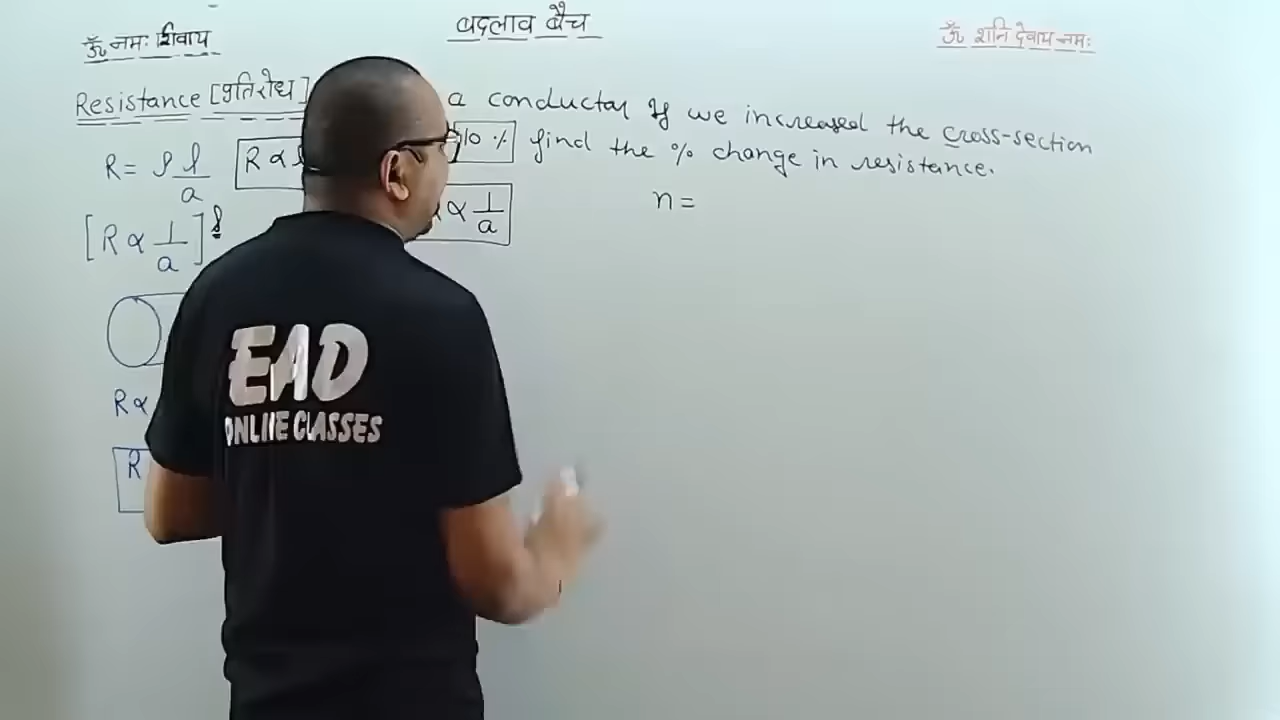 ॐ नमः शिवाय
बदलाव बैच
ॐ शनि देवाय नमः
Resistance [प्रतिरोध]
a conductor If we increased the cross-section
10 % find the % change in resistance.
R = ρ l/a
R ∝
∝ 1/a
n =
[R ∝ 1/a]
R ∝
R
EAD
ONLINE CLASSES